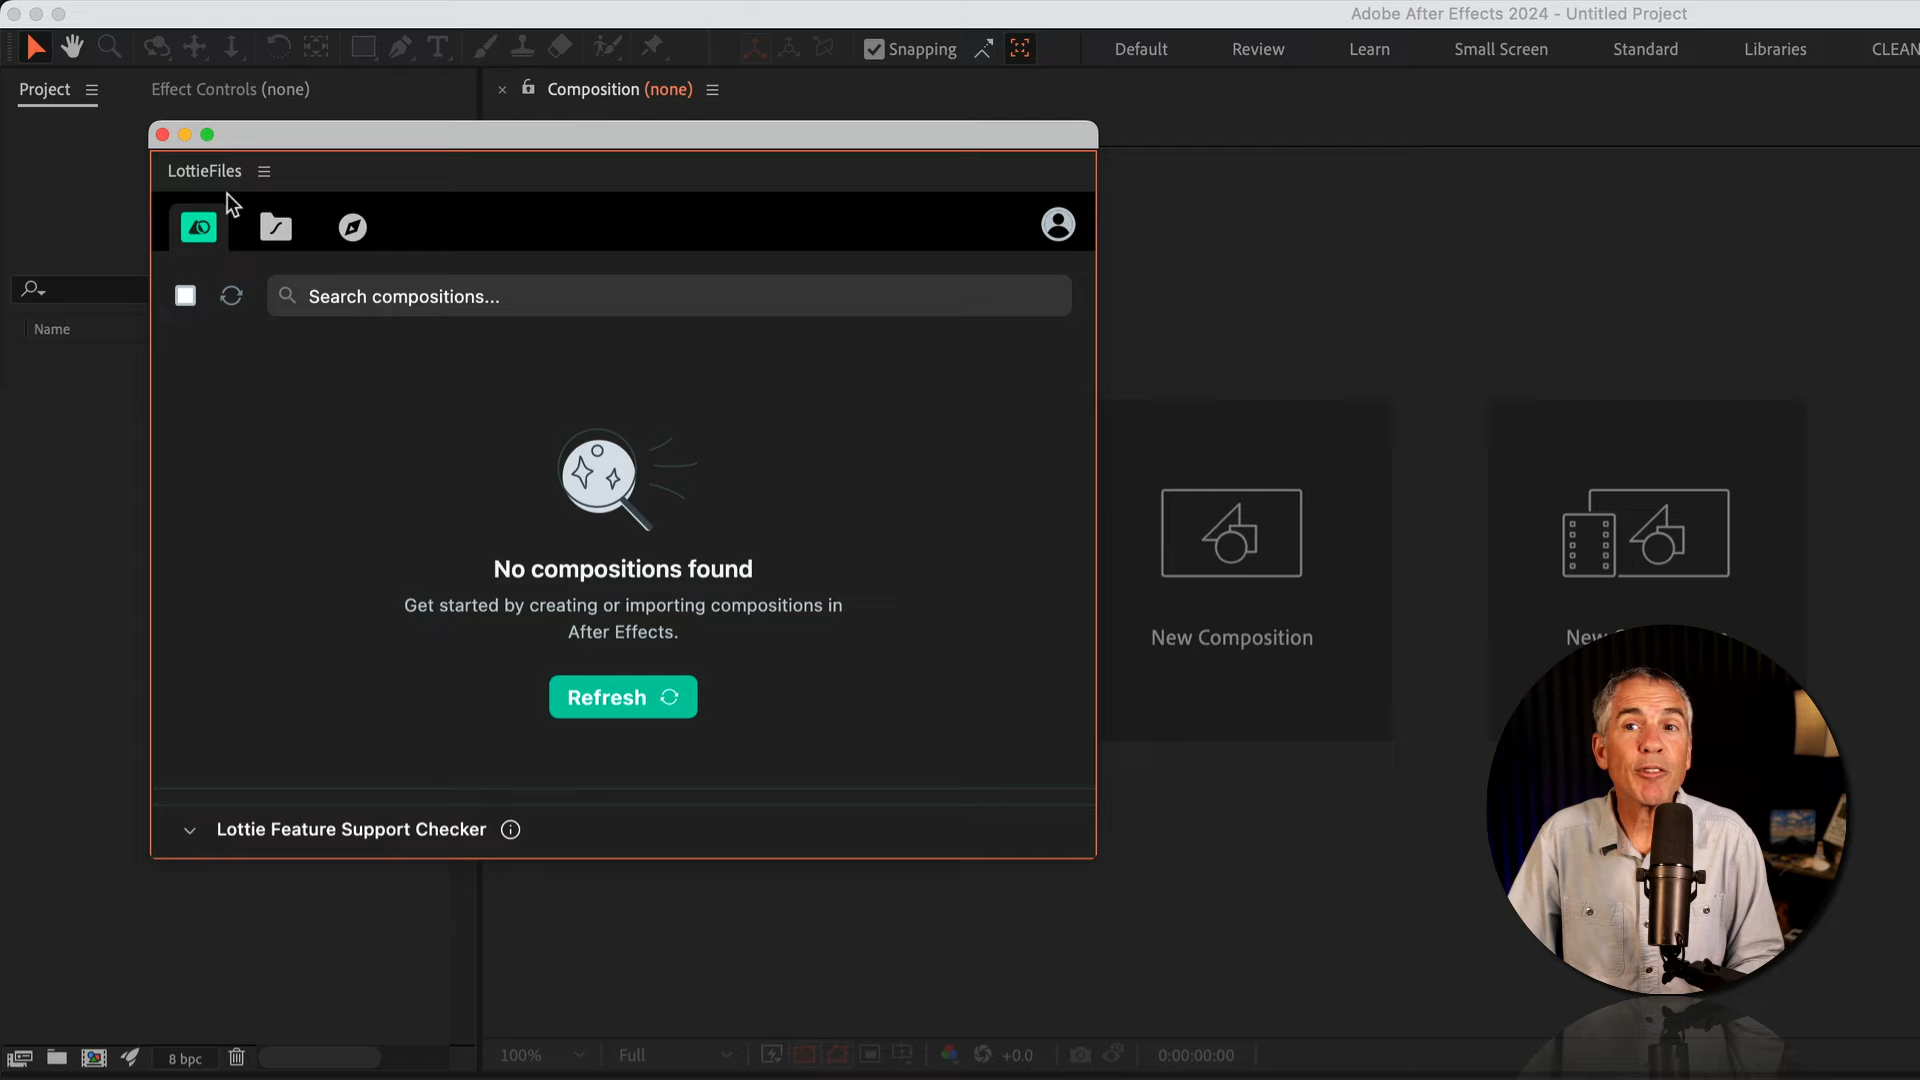 Adobe After Effects 2024 - Untitled Project
Snapping
Default
Review
Learn
Small Screen
Standard
Libraries
CLEAN
Project
Effect Controls (none)
Composition (none)
LottieFiles
Search compositions...
Name
No compositions found
Get started by creating or importing compositions in
After Effects.
Refresh
New Composition
New
Lottie Feature Support Checker
8 bpc
100%
Full
+0.0
0:00:00:00